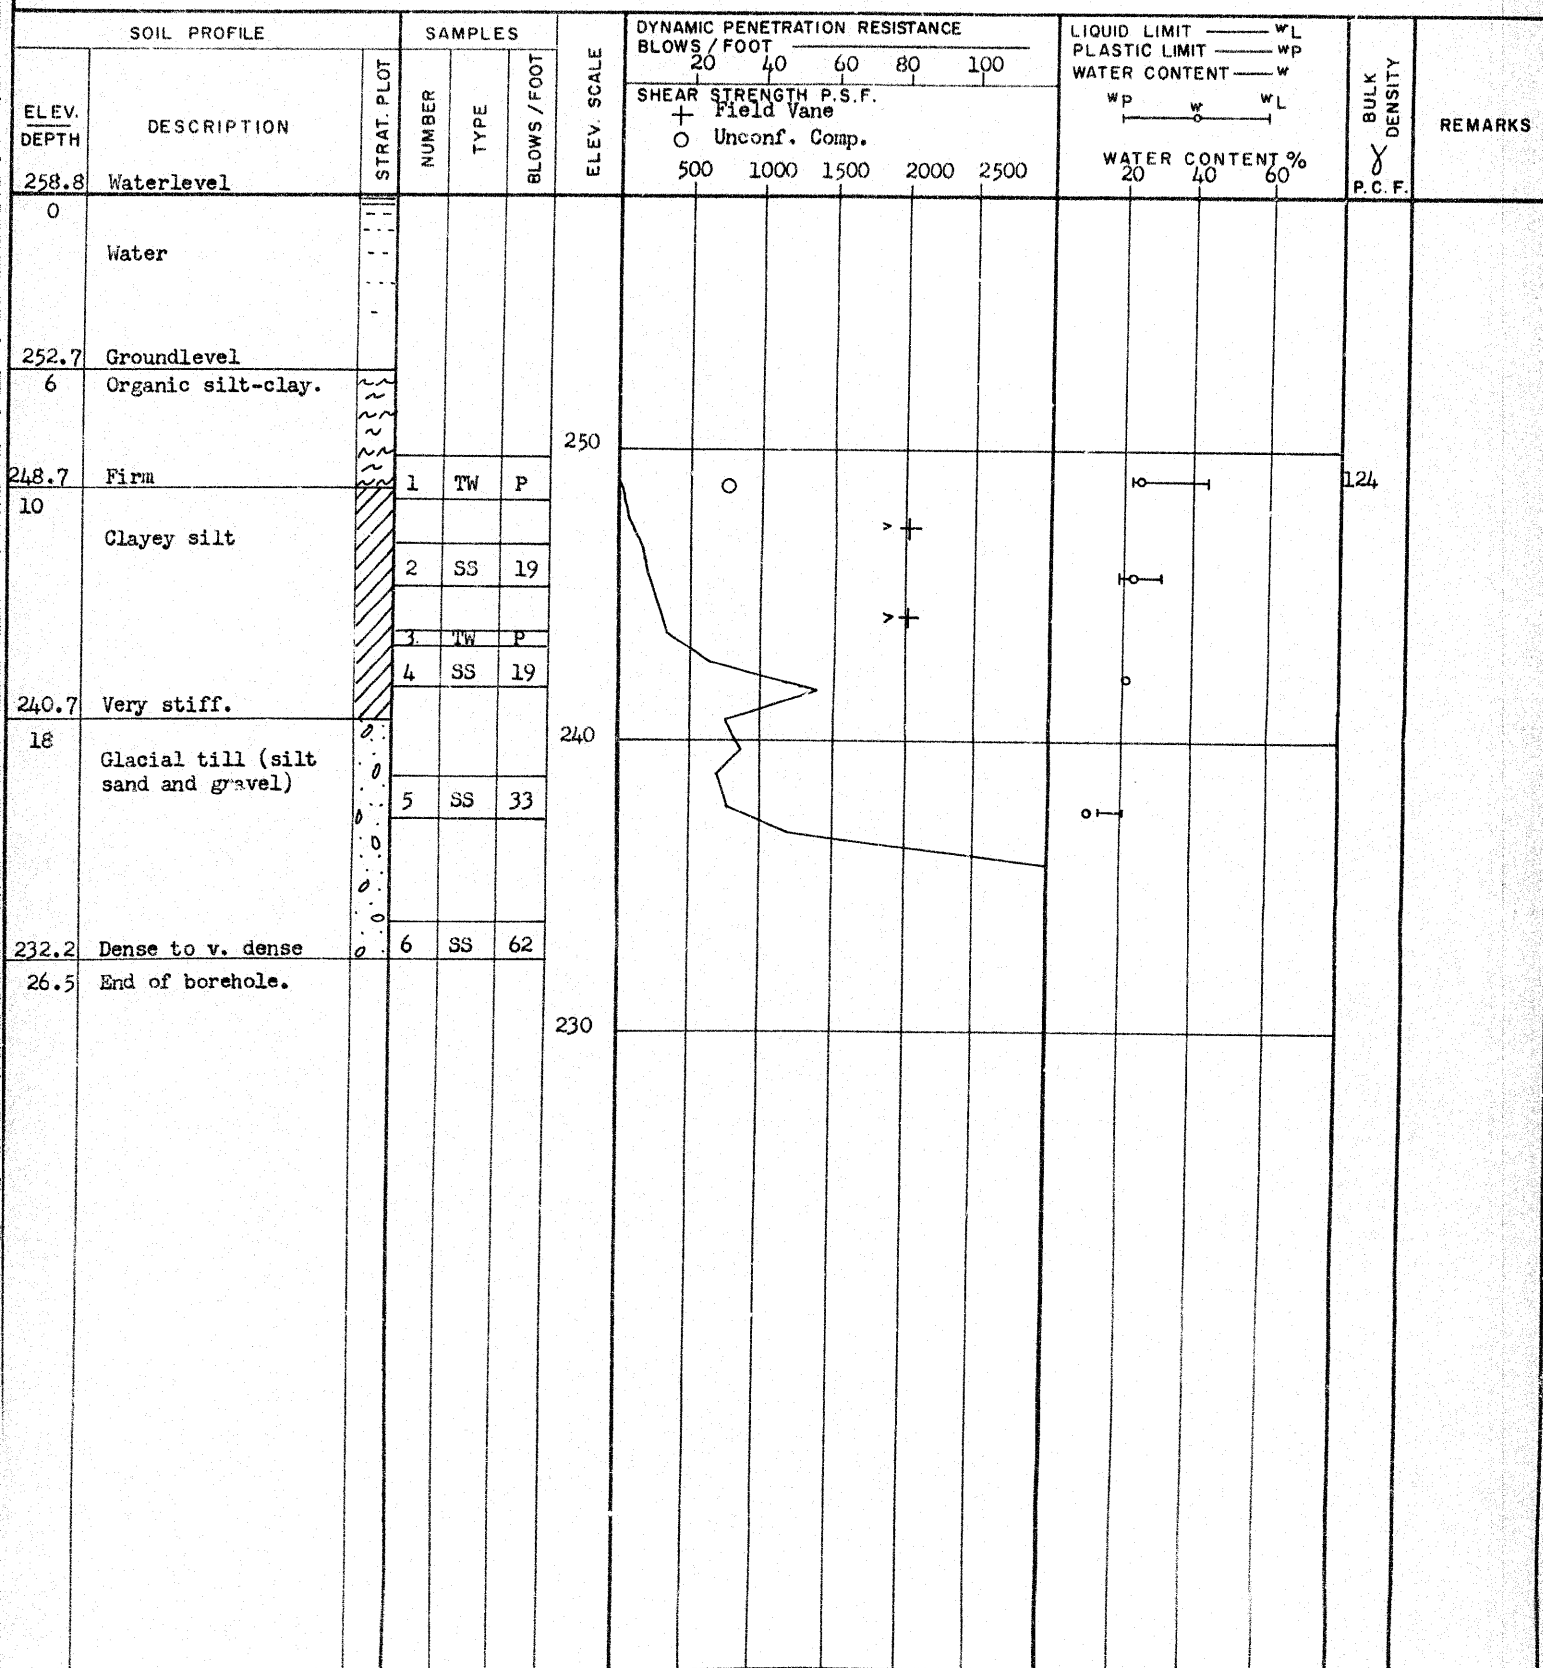 SOIL PROFILE
SAMPLES
ELEV. SCALE
DYNAMIC PENETRATION RESISTANCE
BLOWS / FOOT
20 40 60 80 100
SHEAR STRENGTH P.S.F.
+ Field Vane
O Unconf. Comp.
500 1000 1500 2000 2500
LIQUID LIMIT —— wL
PLASTIC LIMIT —— wP
WATER CONTENT —— w
wP w wL
WATER CONTENT %
20 40 60
BULK DENSITY
γ
P.C.F.
REMARKS
ELEV.
DEPTH
DESCRIPTION
STRAT. PLOT
NUMBER
TYPE
BLOWS / FOOT
258.8 Waterlevel
0
Water
252.7 Groundlevel
6 Organic silt-clay.
250
248.7 Firm
1 TW P
124
10
Clayey silt
> +
2 SS 19
> +
3. TW P
4 SS 19
240.7 Very stiff.
18
240
Glacial till (silt
sand and gravel)
5 SS 33
232.2 Dense to v. dense
6 SS 62
26.5 End of borehole.
230